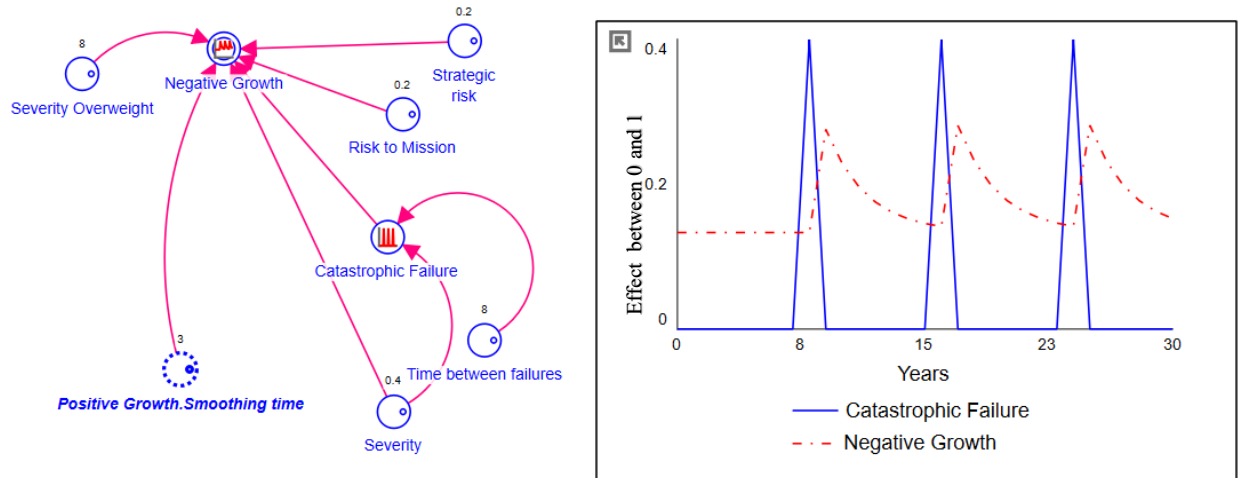 8
Severity Overweight
Negative Growth
0.2
Strategic
risk
0.2
Risk to Mission
Catastrophic Failure
8
Time between failures
3
Positive Growth.Smoothing time
0.4
Severity
Effect between 0 and 1
0.4
0.2
0
0
8
15
23
30
Years
Catastrophic Failure
Negative Growth